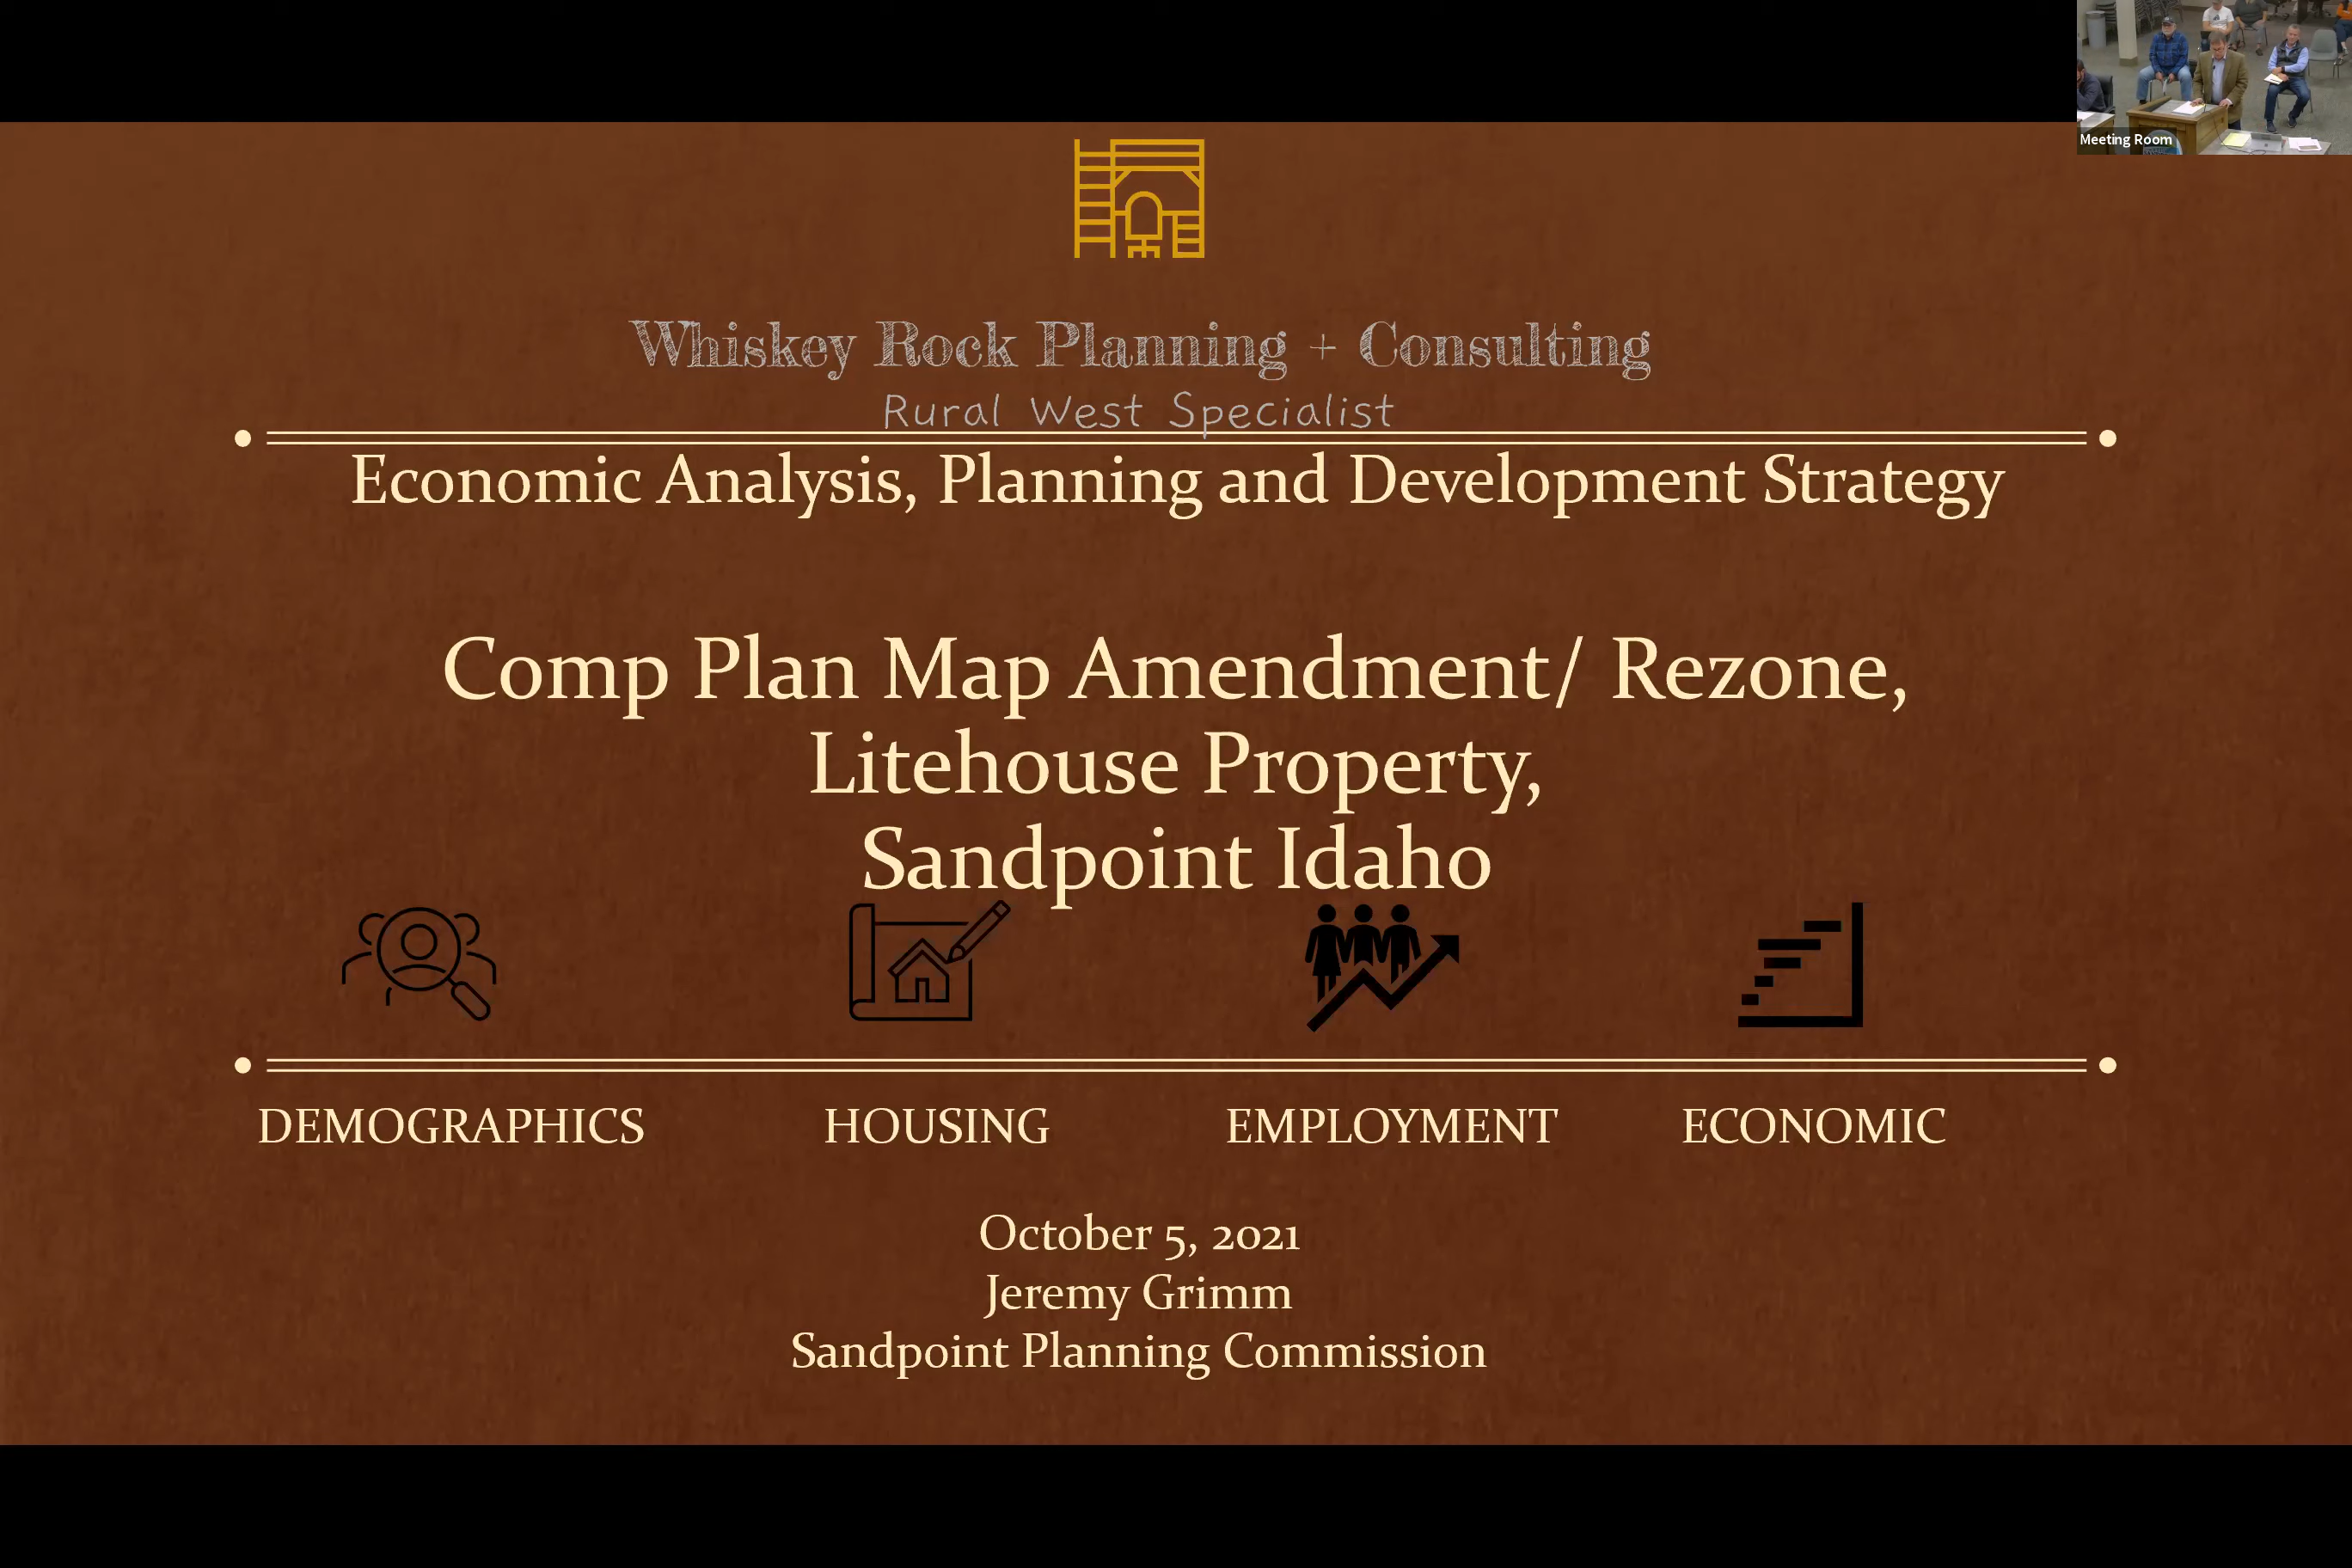 Meeting Room
Whiskey Rock Planning + Consulting
Rural West Specialist
Economic Analysis, Planning and Development Strategy
Comp Plan Map Amendment/ Rezone,
Litehouse Property,
Sandpoint Idaho
DEMOGRAPHICS HOUSING EMPLOYMENT ECONOMIC
October 5, 2021
Jeremy Grimm
Sandpoint Planning Commission